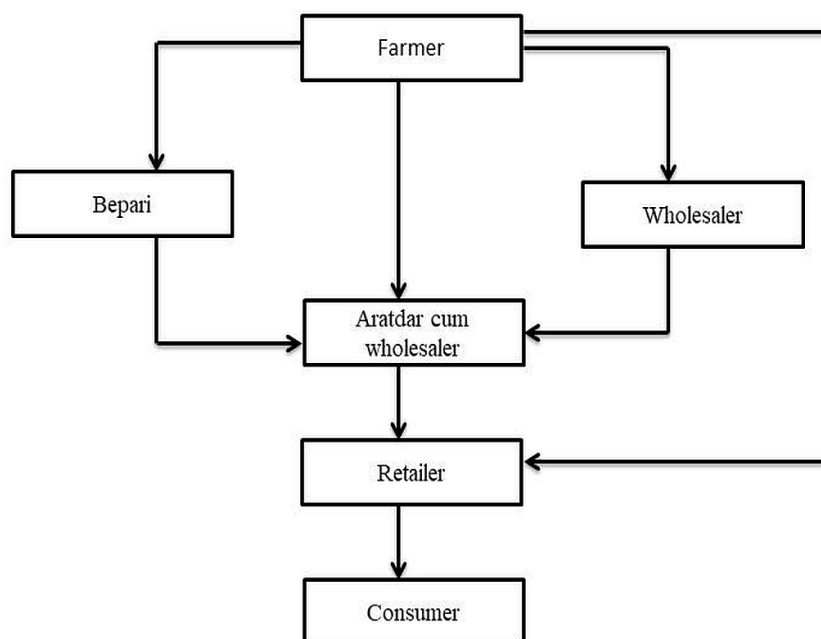 Farmer
Bepari
Wholesaler
Aratdar cum
wholesaler
Retailer
Consumer